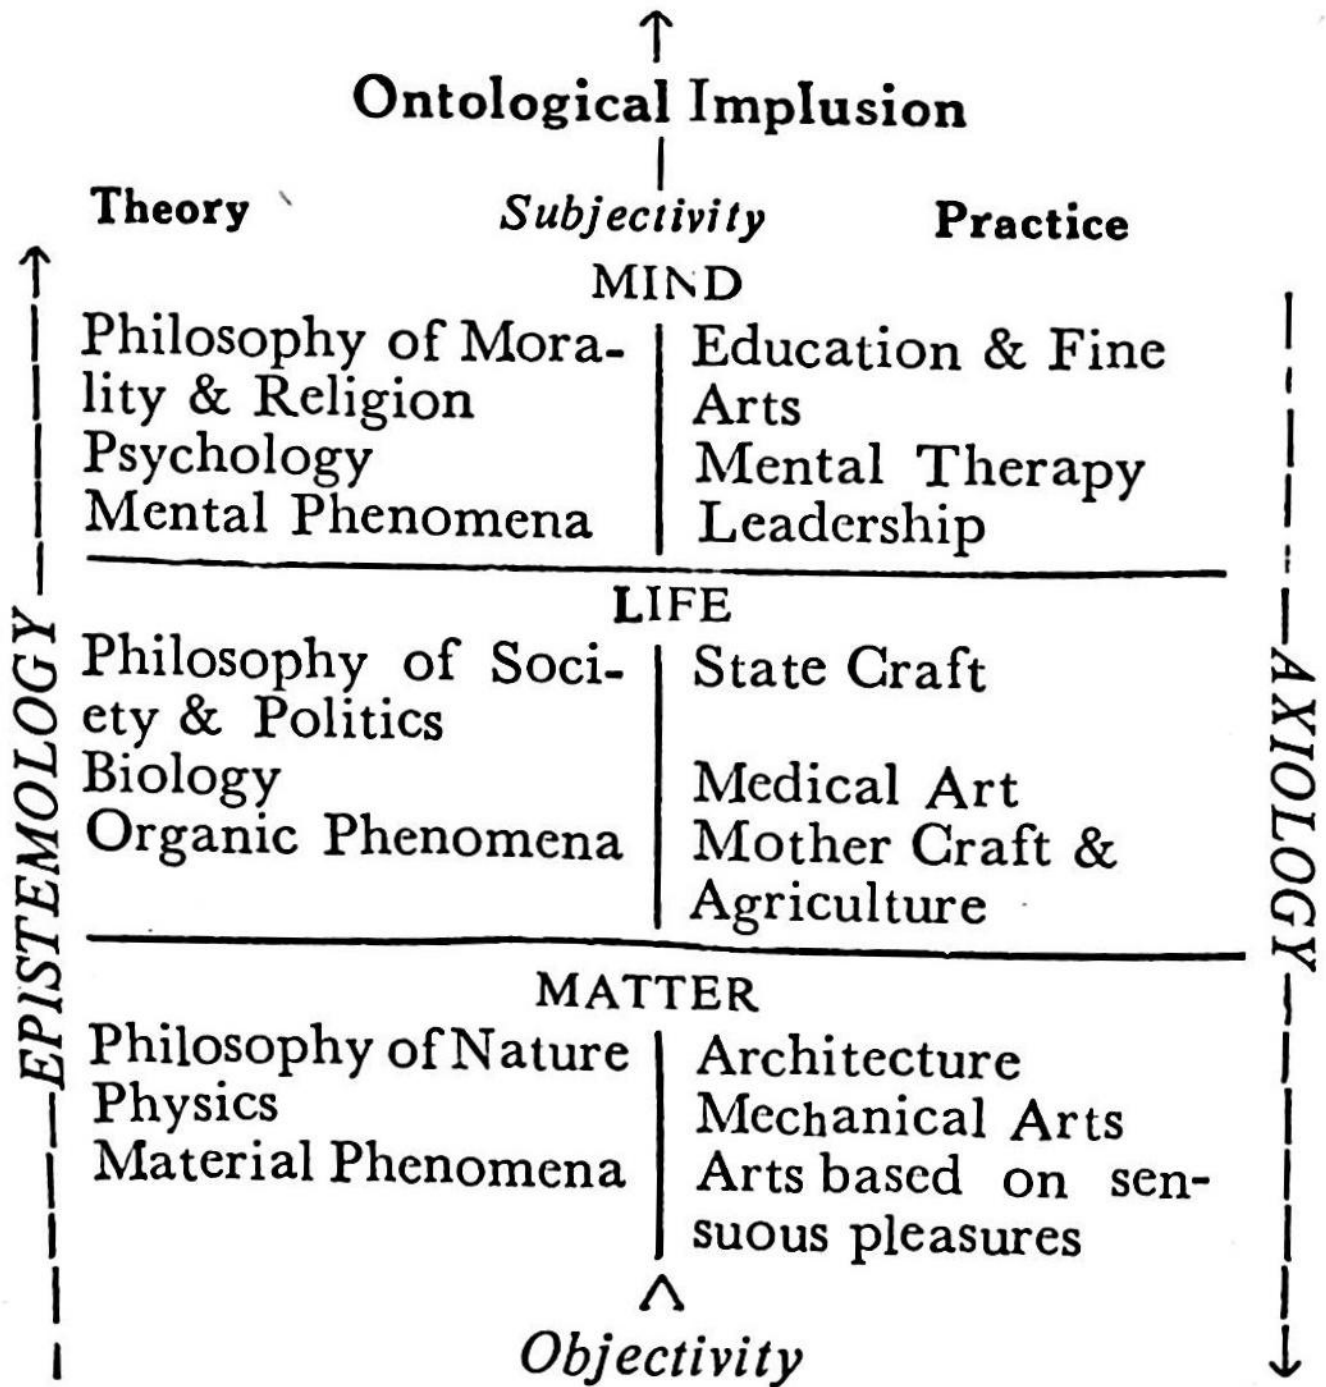 Ontological Implusion
Theory Subjectivity Practice
MIND
Philosophy of Mora-
lity & Religion
Psychology
Mental Phenomena
Education & Fine
Arts
Mental Therapy
Leadership
LIFE
Philosophy of Soci-
ety & Politics
Biology
Organic Phenomena
State Craft
Medical Art
Mother Craft &
Agriculture
MATTER
Philosophy of Nature
Physics
Material Phenomena
Architecture
Mechanical Arts
Arts based on sen-
suous pleasures
Objectivity
EPISTEMOLOGY
AXIOLOGY